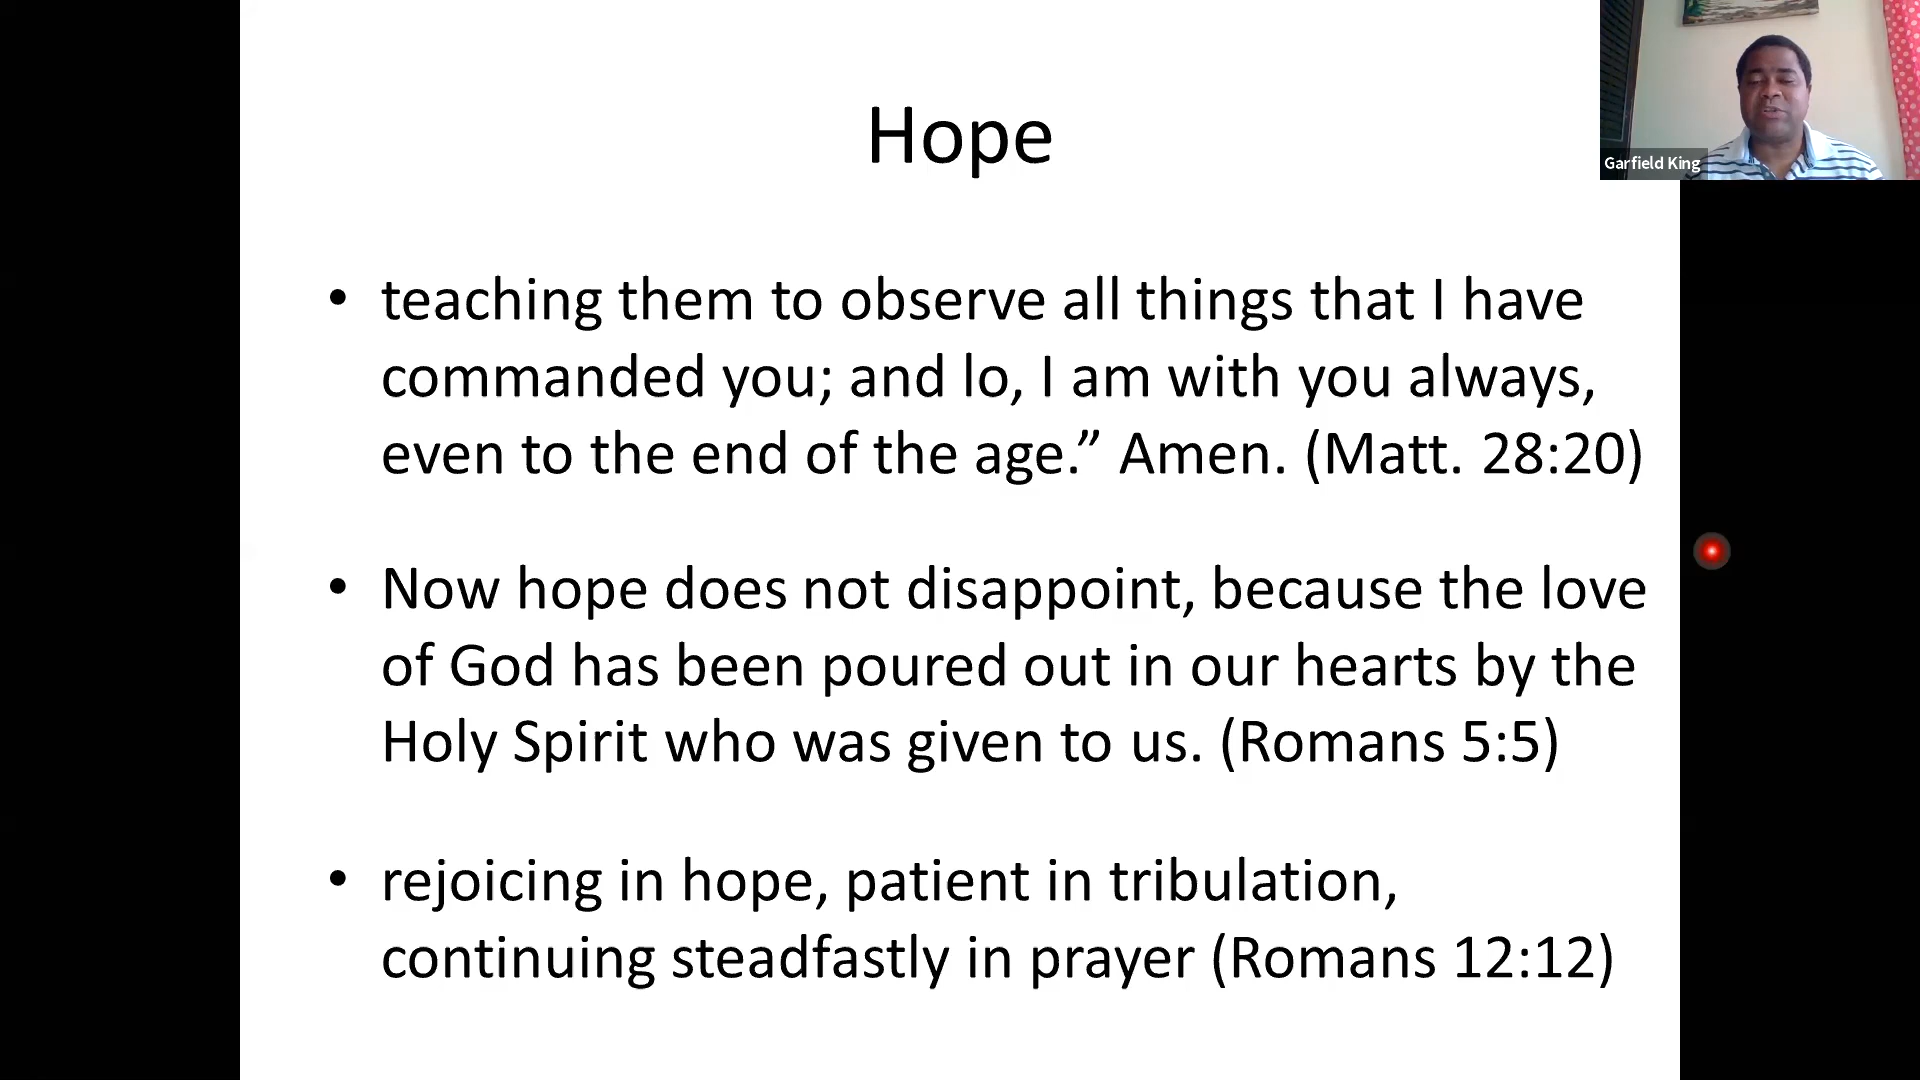 Hope
• teaching them to observe all things that I have
commanded you; and lo, I am with you always,
even to the end of the age.” Amen. (Matt. 28:20)
• Now hope does not disappoint, because the love
of God has been poured out in our hearts by the
Holy Spirit who was given to us. (Romans 5:5)
• rejoicing in hope, patient in tribulation,
continuing steadfastly in prayer (Romans 12:12)
Garfield King